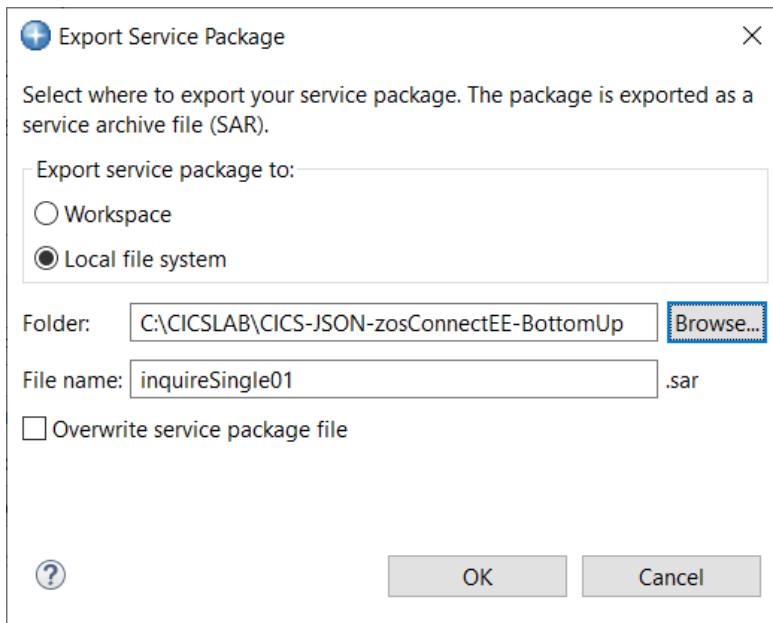 Export Service Package
Select where to export your service package. The package is exported as a
service archive file (SAR).
Export service package to:
Workspace
Local file system
Folder: C:\CICSLAB\CICS-JSON-zosConnectEE-BottomUp Browse...
File name: inquireSingle01 .sar
Overwrite service package file
? OK Cancel